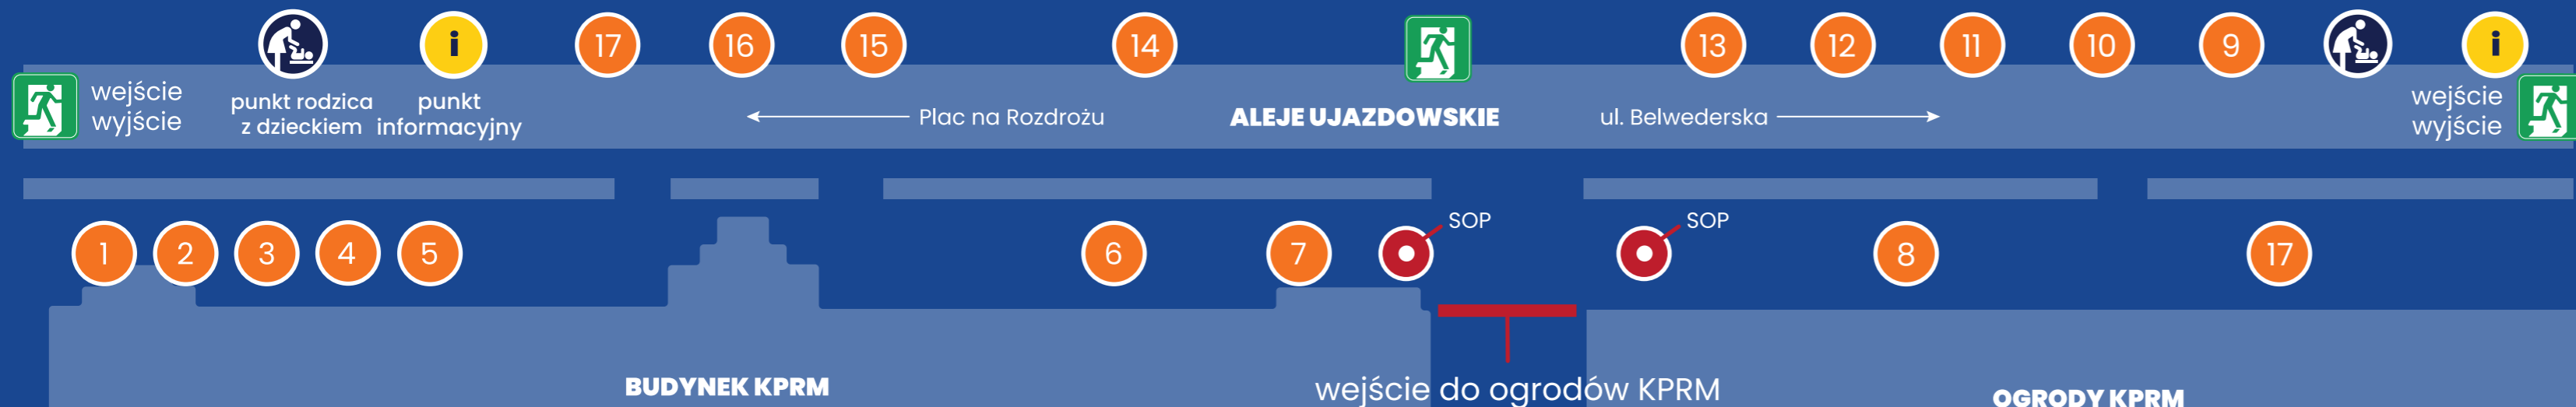 i 17 16 15 14 13 12 11 10 9 i
wejście
wyjście
punkt rodzica
z dzieckiem
punkt
informacyjny
Plac na Rozdrożu
ALEJE UJAZDOWSKIE
ul. Belwederska
wejście
wyjście
SOP
SOP
1 2 3 4 5 6 7 8 17
BUDYNEK KPRM
wejście do ogrodów KPRM
OGRODY KPRM